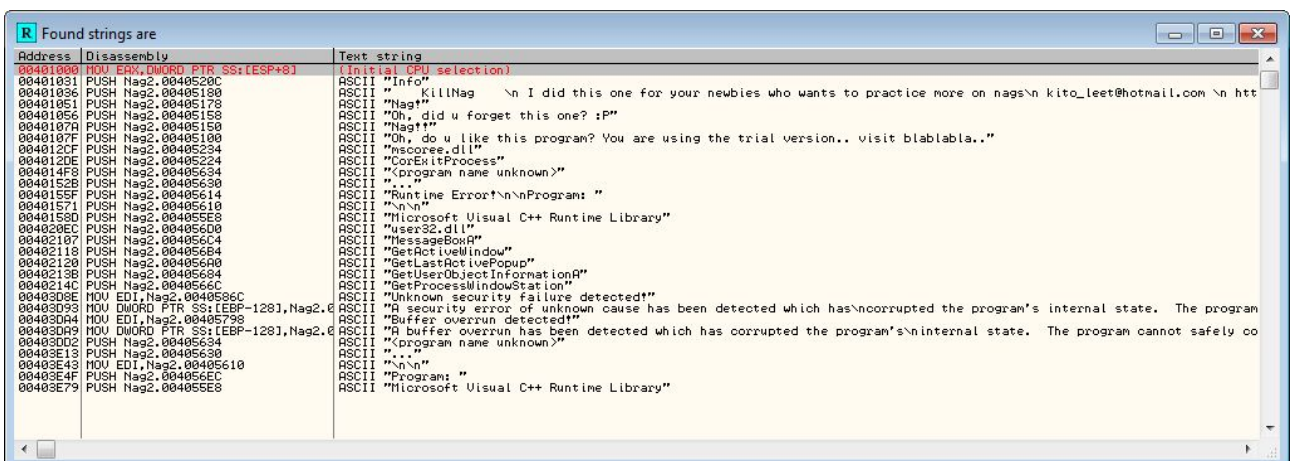 R Found strings are
Address Disassembly Text string
00401000 MOV EAX,DWORD PTR SS:[ESP+8] (Initial CPU selection)
00401031 PUSH Nag2.0040520C ASCII "Info"
00401036 PUSH Nag2.00405180 ASCII " KillNag \n I did this one for your newbies who wants to practice more on nags\n kito_leet@hotmail.com \n htt
00401051 PUSH Nag2.00405178 ASCII "Nag!"
00401056 PUSH Nag2.00405158 ASCII "Oh, did u forget this one? :P"
0040107A PUSH Nag2.00405150 ASCII "Nag!!"
0040107F PUSH Nag2.00405100 ASCII "Oh, do u like this program? You are using the trial version.. visit blablabla.."
004012CF PUSH Nag2.00405234 ASCII "mscoree.dll"
004012DE PUSH Nag2.00405224 ASCII "CorExitProcess"
004014F8 PUSH Nag2.00405634 ASCII "<program name unknown>"
0040152B PUSH Nag2.00405630 ASCII "..."
0040155F PUSH Nag2.00405614 ASCII "Runtime Error!\n\nProgram: "
00401571 PUSH Nag2.00405610 ASCII "\n\n"
0040158D PUSH Nag2.004055E8 ASCII "Microsoft Visual C++ Runtime Library"
004020EC PUSH Nag2.004056D0 ASCII "user32.dll"
00402107 PUSH Nag2.004056C4 ASCII "MessageBoxA"
00402118 PUSH Nag2.004056B4 ASCII "GetActiveWindow"
00402120 PUSH Nag2.004056A0 ASCII "GetLastActivePopup"
0040213B PUSH Nag2.00405684 ASCII "GetUserObjectInformationA"
0040214C PUSH Nag2.0040566C ASCII "GetProcessWindowStation"
00403D8E MOV EDI,Nag2.0040586C ASCII "Unknown security failure detected!"
00403D93 MOV DWORD PTR SS:[EBP-128],Nag2.0 ASCII "A security error of unknown cause has been detected which has\ncorrupted the program's internal state. The program
00403DA4 MOV EDI,Nag2.00405798 ASCII "Buffer overrun detected!"
00403DA9 MOV DWORD PTR SS:[EBP-128],Nag2.0 ASCII "A buffer overrun has been detected which has corrupted the program's\ninternal state. The program cannot safely co
00403DD2 PUSH Nag2.00405634 ASCII "<program name unknown>"
00403E13 PUSH Nag2.00405630 ASCII "..."
00403E43 MOV EDI,Nag2.00405610 ASCII "\n\n"
00403E4F PUSH Nag2.004056EC ASCII "Program: "
00403E79 PUSH Nag2.004055E8 ASCII "Microsoft Visual C++ Runtime Library"